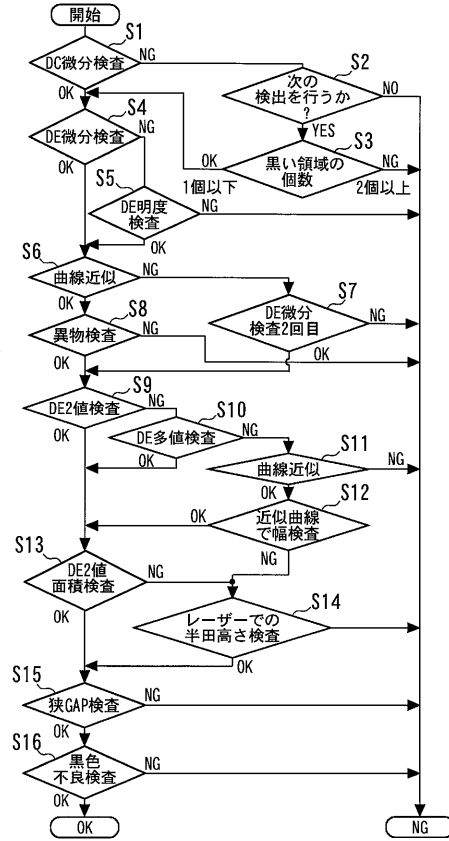 開始
S1
DC微分検査
NG
OK
S2
次の
検出を行うか
?
NO
YES
S3
黒い領域の
個数
OK
1個以下
NG
2個以上
S4
DE微分検査
NG
OK
S5
DE明度
検査
NG
OK
S6
曲線近似
NG
OK
S7
DE微分
検査2回目
NG
OK
S8
異物検査
NG
OK
S9
DE2値検査
NG
OK
S10
DE多値検査
NG
OK
S11
曲線近似
NG
OK
S12
近似曲線
で幅検査
OK
NG
S13
DE2値
面積検査
NG
OK
S14
レーザーでの
半田高さ検査
OK
S15
狭GAP検査
NG
OK
S16
黒色
不良検査
NG
OK
OK
NG